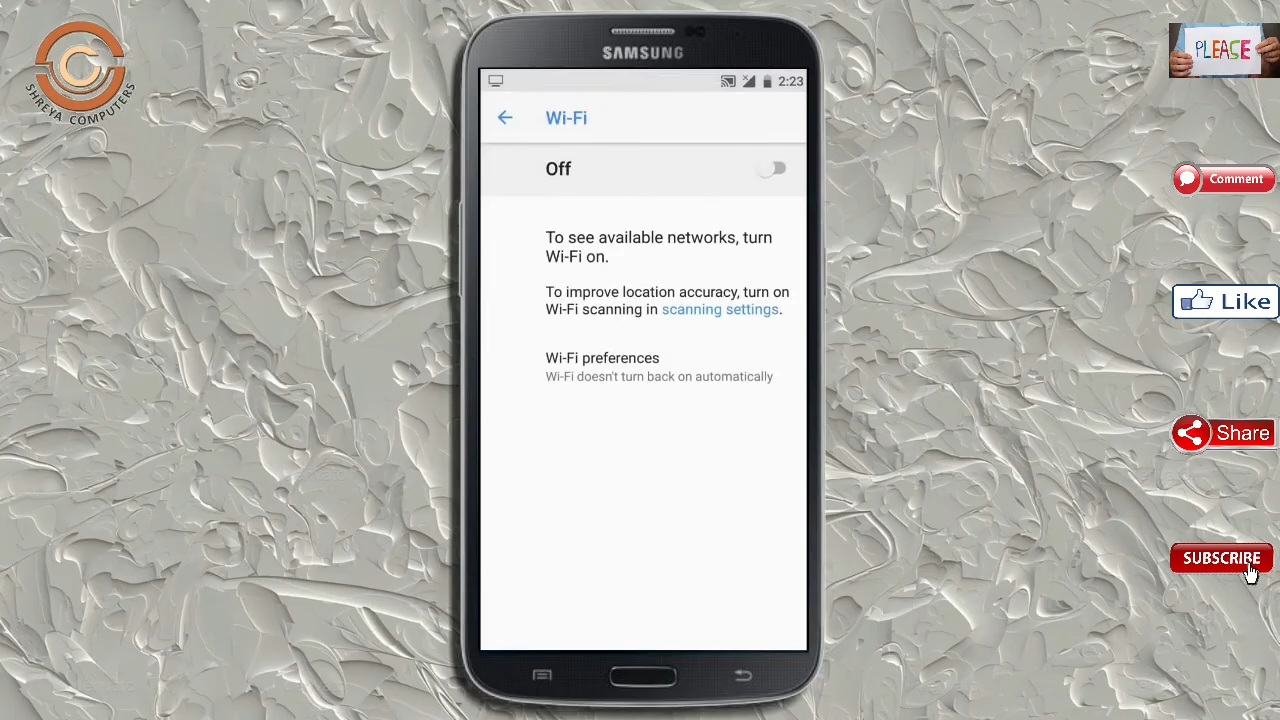 SHREYA COMPUTERS
SAMSUNG
2:23
Wi-Fi
Off
To see available networks, turn
Wi-Fi on.
To improve location accuracy, turn on
Wi-Fi scanning in scanning settings.
Wi-Fi preferences
Wi-Fi doesn't turn back on automatically
PLEASE
Comment
Like
Share
SUBSCRIBE